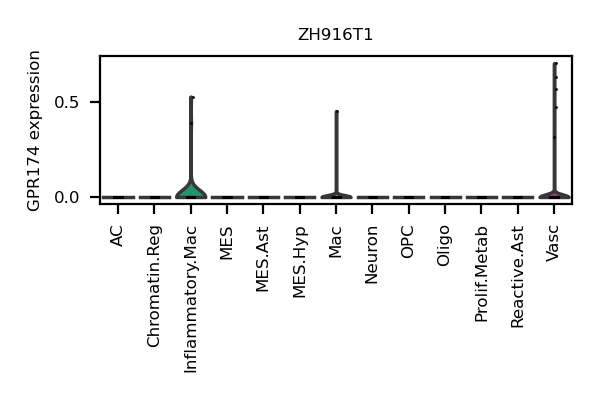 ZH916T1
GPR174 expression
0.5
0.0
AC
Chromatin.Reg
Inflammatory.Mac
MES
MES.Ast
MES.Hyp
Mac
Neuron
OPC
Oligo
Prolif.Metab
Reactive.Ast
Vasc